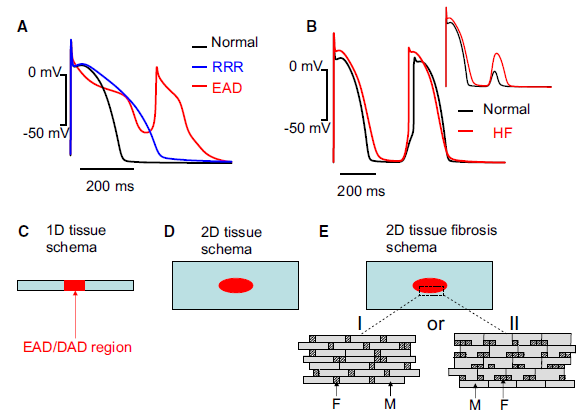 A
Normal
RRR
EAD
0 mV
-50 mV
200 ms
B
0 mV
-50 mV
Normal
HF
200 ms
C
1D tissue
schema
EAD/DAD region
D
2D tissue
schema
E
2D tissue fibrosis
schema
I
or
II
F
M
M
F